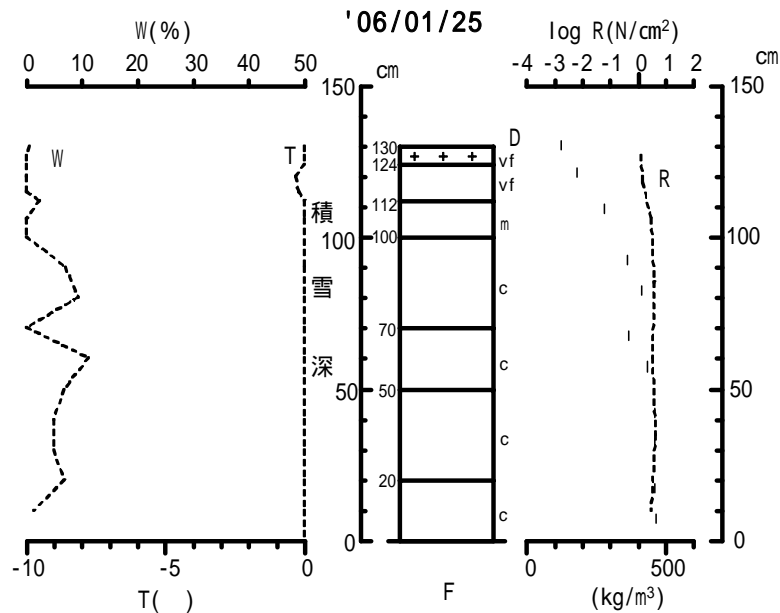 '06/01/25
W(%)
0 10 20 30 40 50
log R(N/cm²)
-4 -3 -2 -1 0 1 2
cm
cm
150
150
W
T
D
130
vf
124
vf
R
112
m
積
100
100
100
雪
c
70
深
c
50
50
50
c
20
c
0
0
-10 -5 0
T( )
F
0 500
(kg/m³)